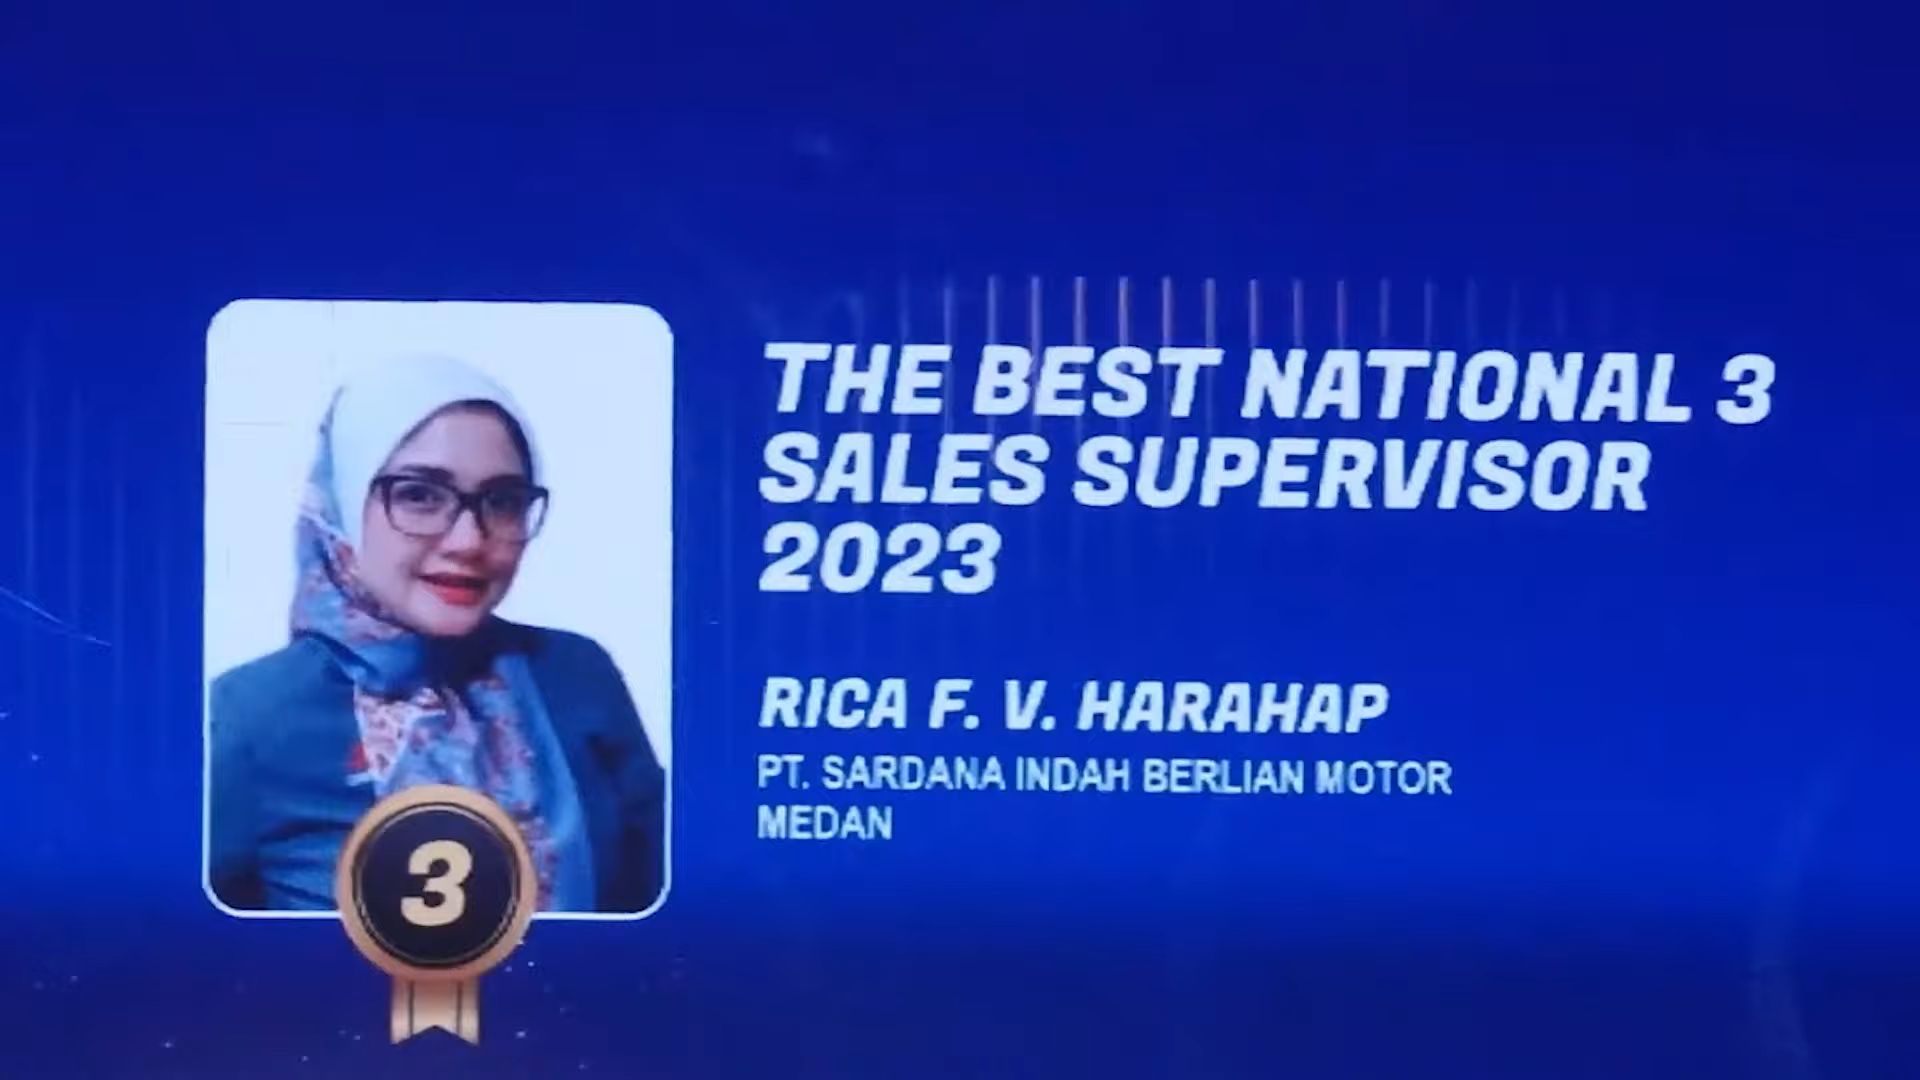 THE BEST NATIONAL 3
SALES SUPERVISOR
2023
RICA F. V. HARAHAP
PT. SARDANA INDAH BERLIAN MOTOR
MEDAN
3